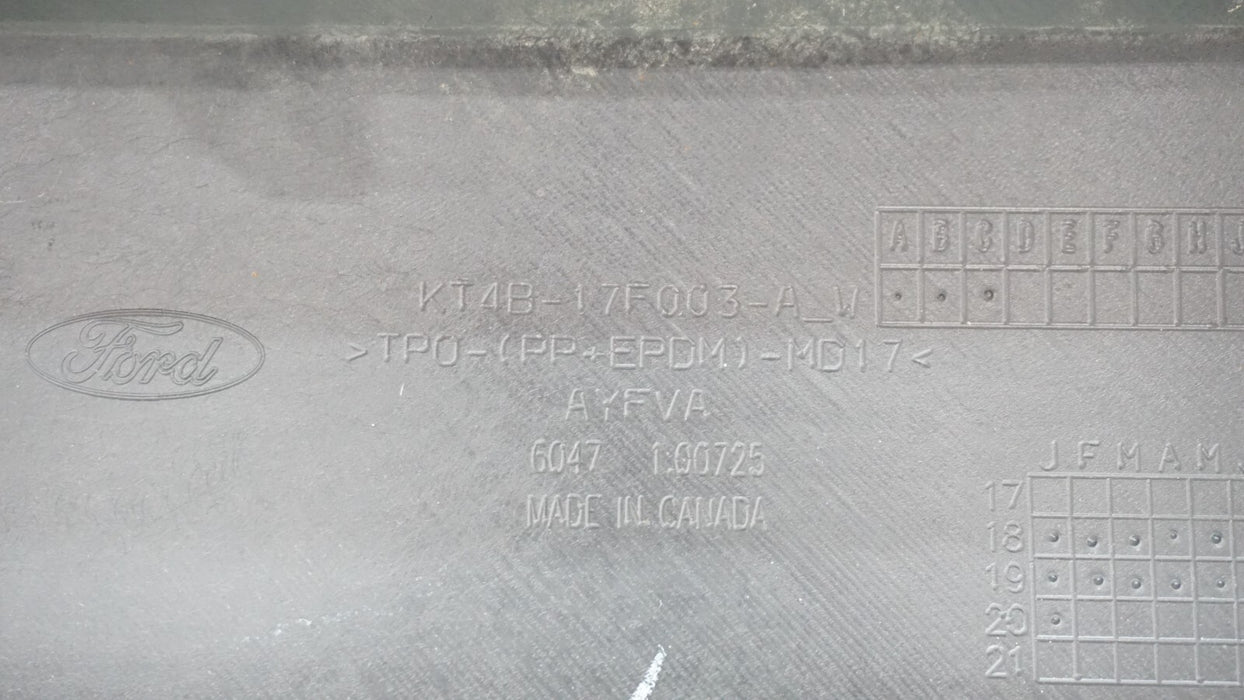 A B C D E F G H J
KT4B-17F003-A_W
Ford
>TPO-(PP+EPDM)-MD17<
AYFVA
6047 1:00725
MADE IN CANADA
J F M A M J
17
18
19
20
21